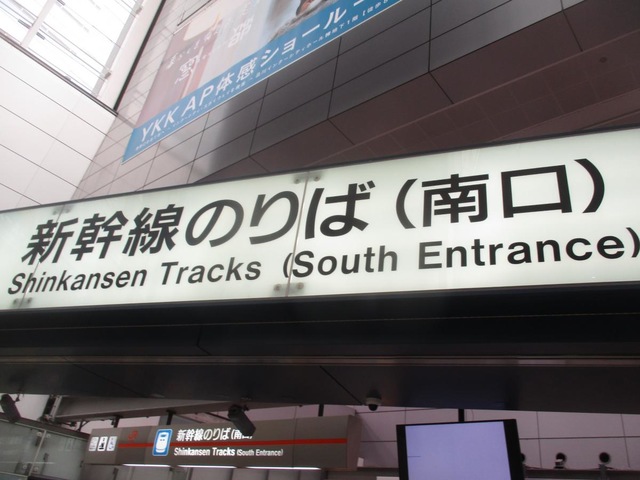 YKK AP体感ショールー
新幹線のりば（南口）
Shinkansen Tracks (South Entrance)
新幹線のりば(南口)
Shinkansen Tracks (South Entrance)